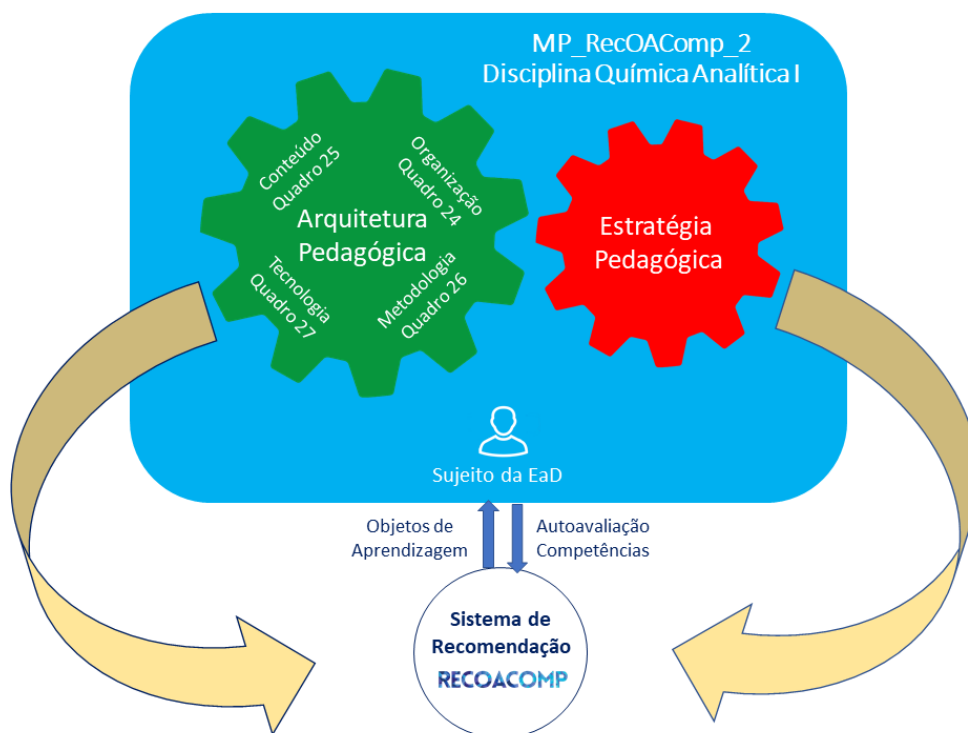 MP_RecOAComp_2
Disciplina Química Analítica I
Conteúdo
Quadro 25
Organização
Quadro 24
Arquitetura
Pedagógica
Tecnologia
Quadro 27
Metodologia
Quadro 26
Estratégia
Pedagógica
Sujeito da EaD
Objetos de
Aprendizagem
Autoavaliação
Competências
Sistema de
Recomendação
RECOACOMP